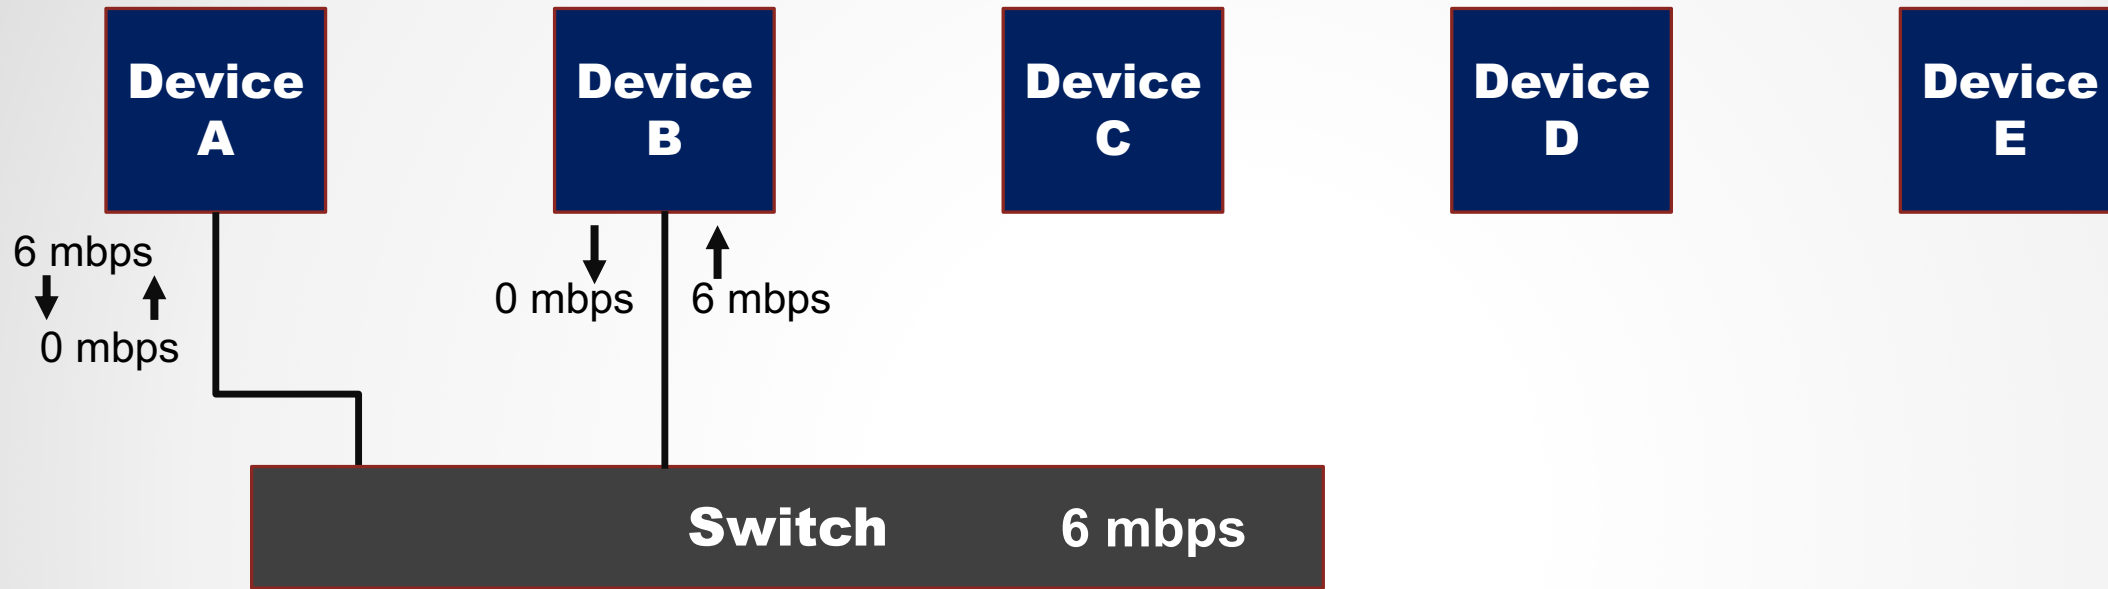 Device
A
Device
B
Device
C
Device
D
Device
E
6 mbps
0 mbps
0 mbps
6 mbps
Switch
6 mbps